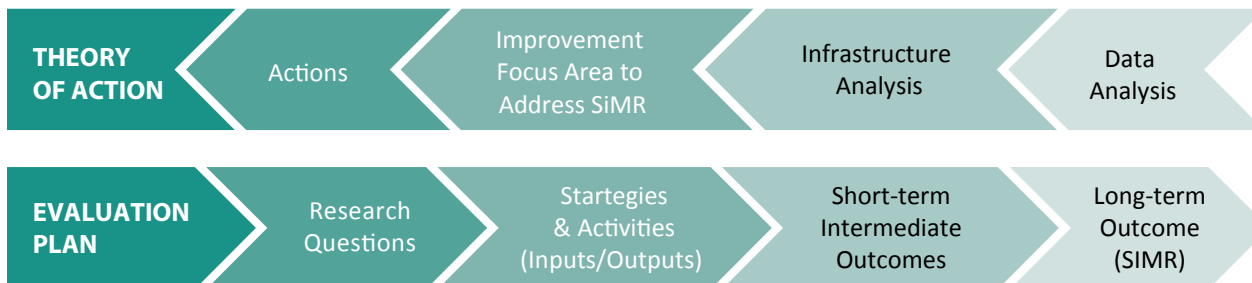 THEORY
OF ACTION
Actions
Improvement
Focus Area to
Address SiMR
Infrastructure
Analysis
Data
Analysis
EVALUATION
PLAN
Research
Questions
Startegies
& Activities
(Inputs/Outputs)
Short-term
Intermediate
Outcomes
Long-term
Outcome
(SIMR)